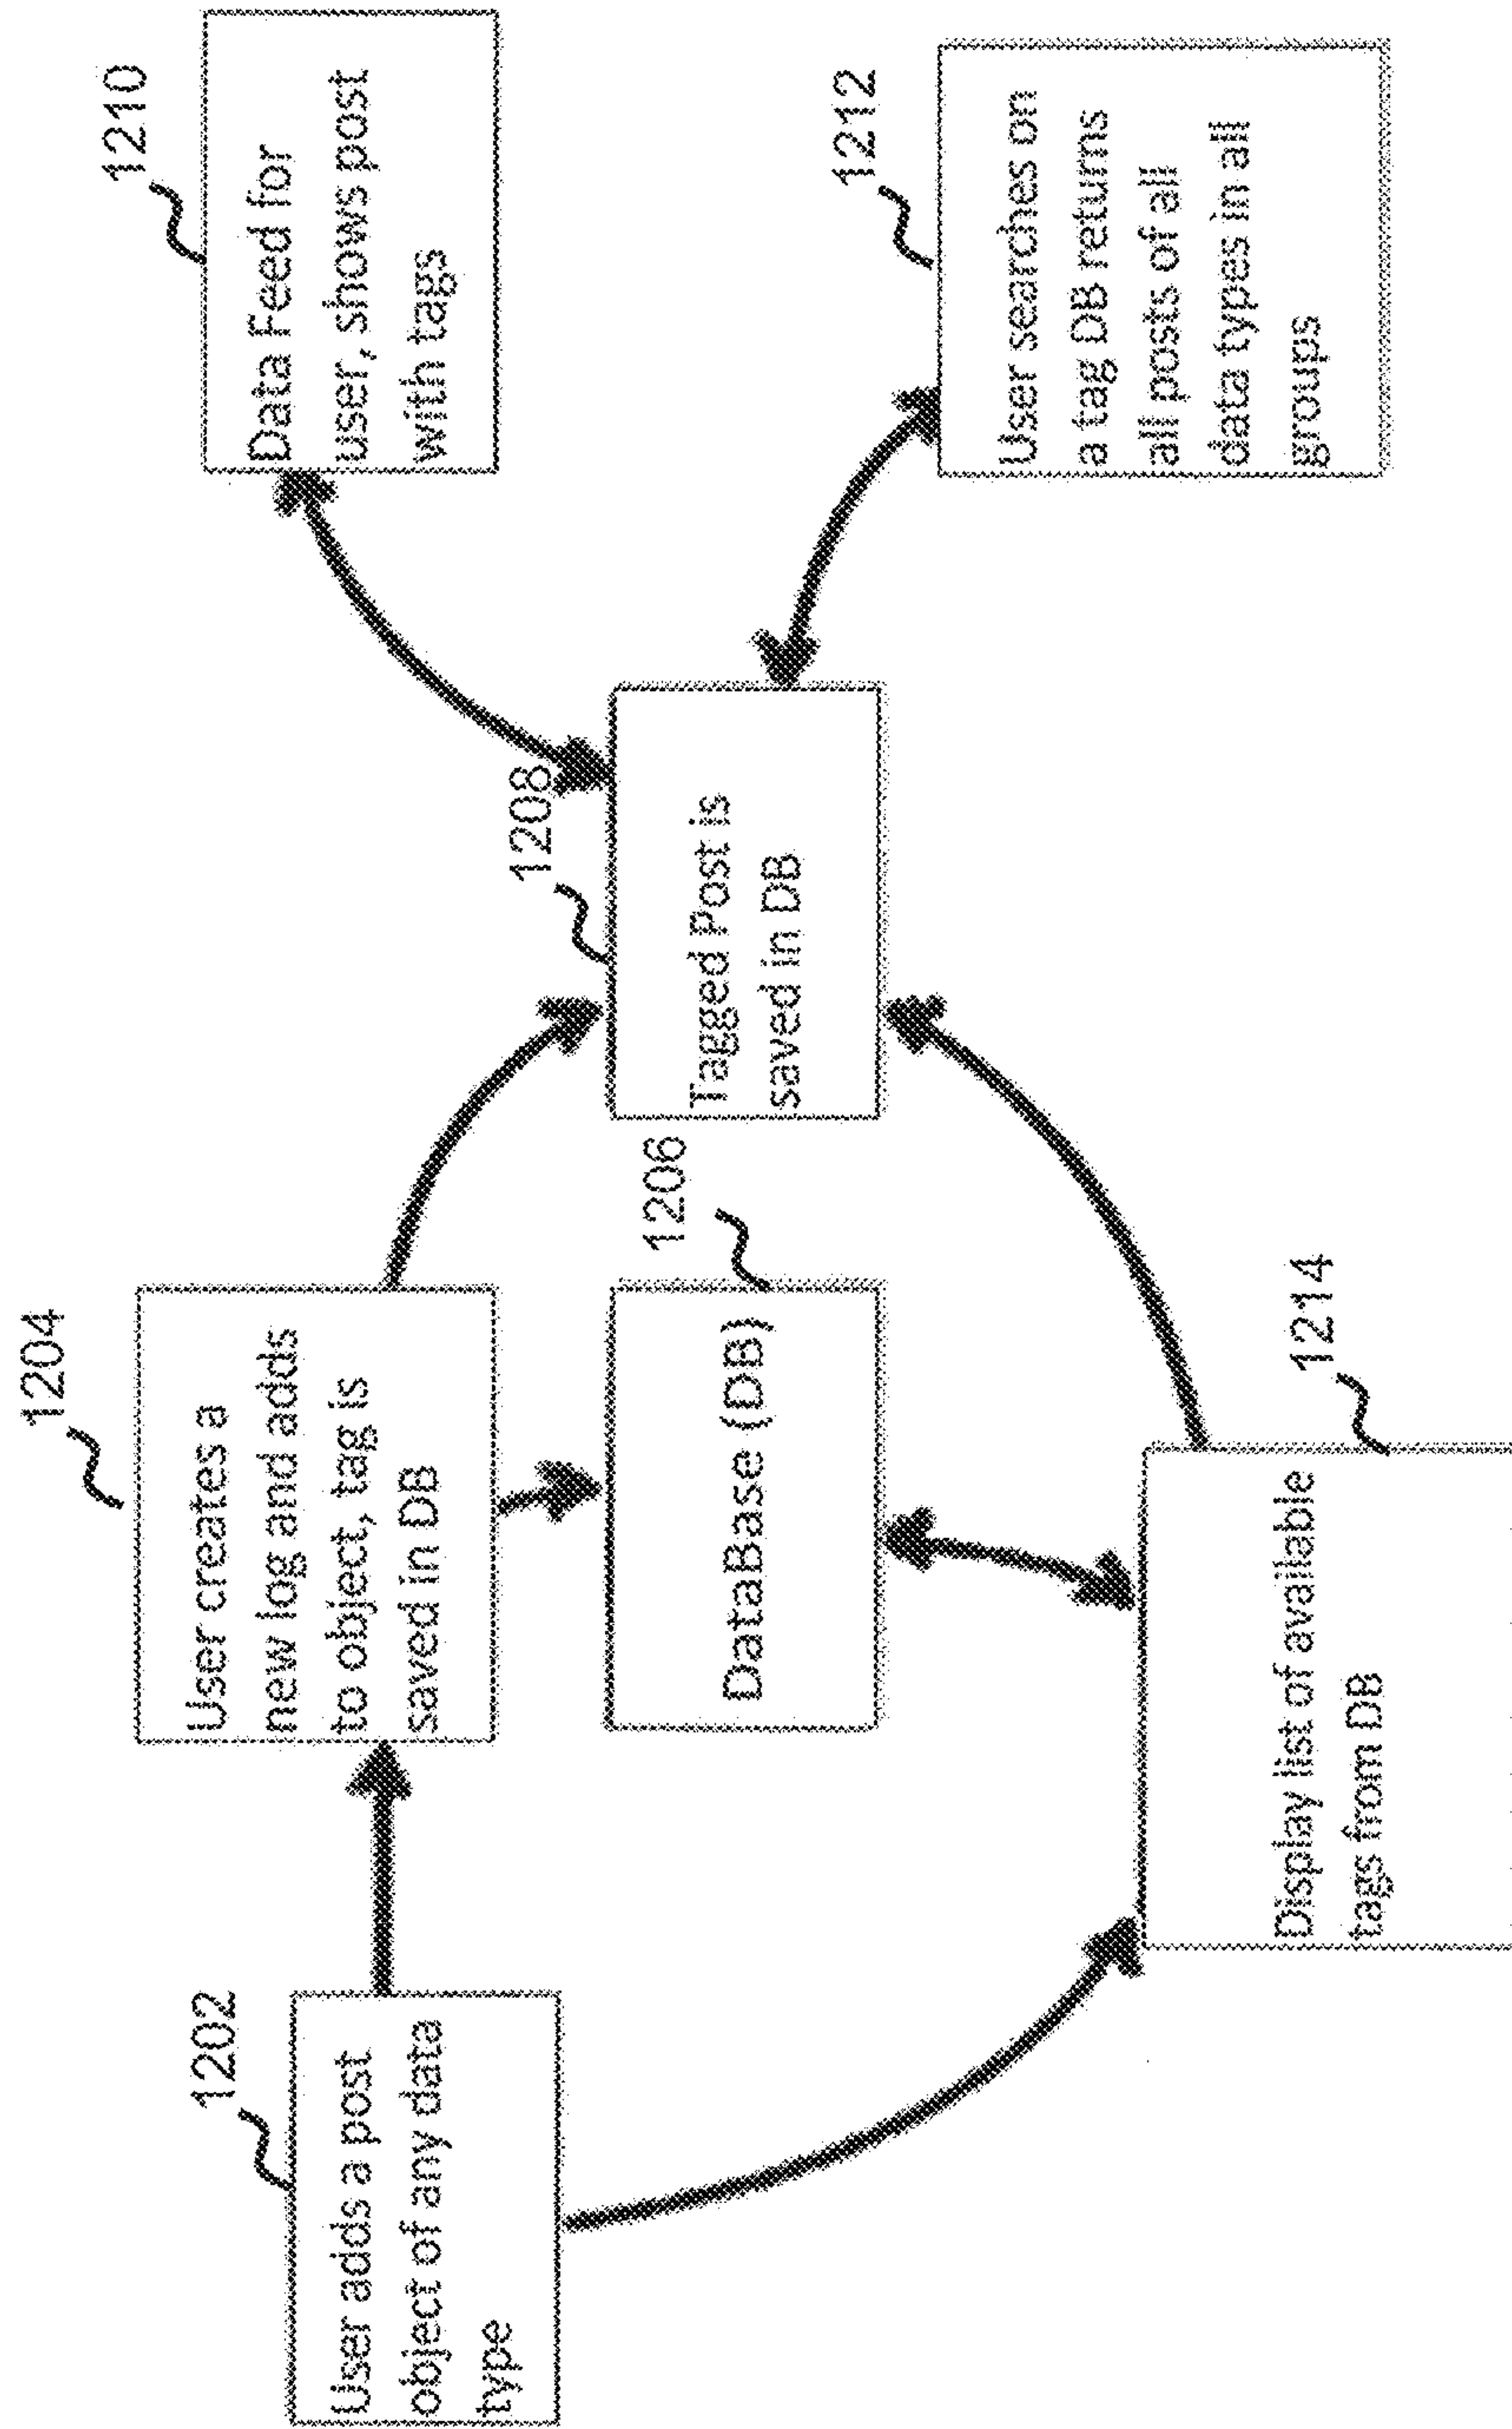 1202
User adds a post
object of any data
type
1204
User creates a
new log and adds
to object, tag is
saved in DB
1206
DataBase (DB)
1214
Display list of available
tags from DB
1208
Tagged Post is
saved in DB
1210
Data Feed for
user, shows post
with tags
1212
User searches on
a tag DB returns
all posts of all
data types in all
groups